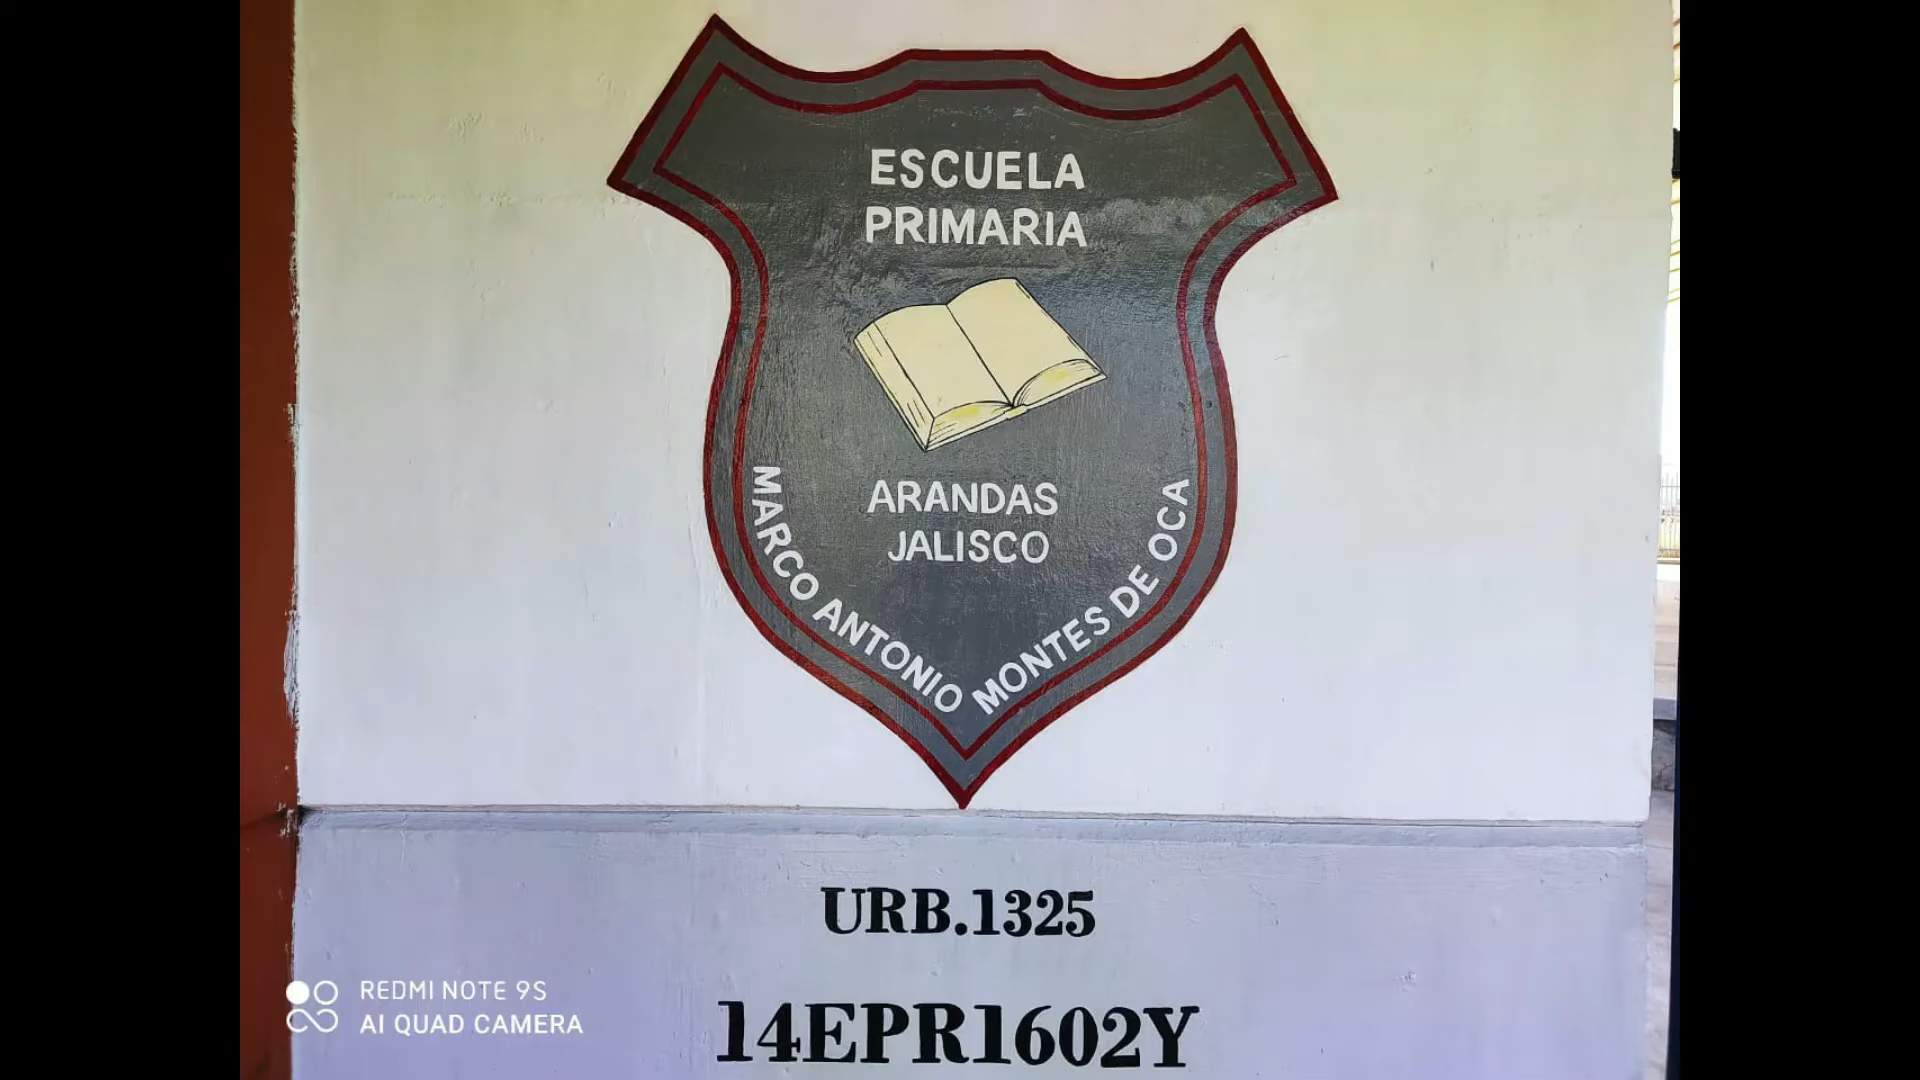 ESCUELA
PRIMARIA
ARANDAS
JALISCO
MARCO ANTONIO MONTES DE OCA
URB.1325
14EPR1602Y
REDMI NOTE 9S
AI QUAD CAMERA